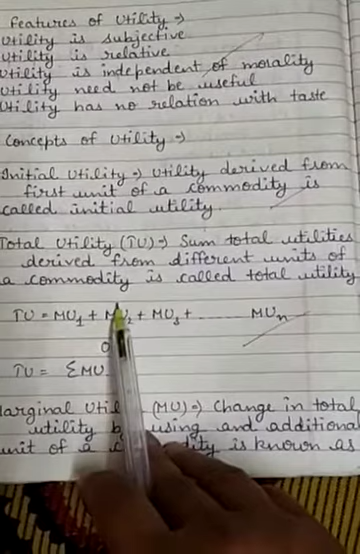 features of Utility ⇒
Utility is subjective
Utility is relative
Utility is independent of morality
Utility need not be useful
Utility has no relation with taste
Concepts of Utility ⇒
Initial Utility ⇒ Utility derived from
first unit of a commodity is
called initial utility.
Total Utility (TU) ⇒ Sum total utilities
derived from different units of
a commodity is called total utility
TU = MU1 + MU2 + MU3 + ........ MUn
TU = ΣMU
Marginal Util (MU) ⇒ Change in total
utility using and additional
unit of a is known as